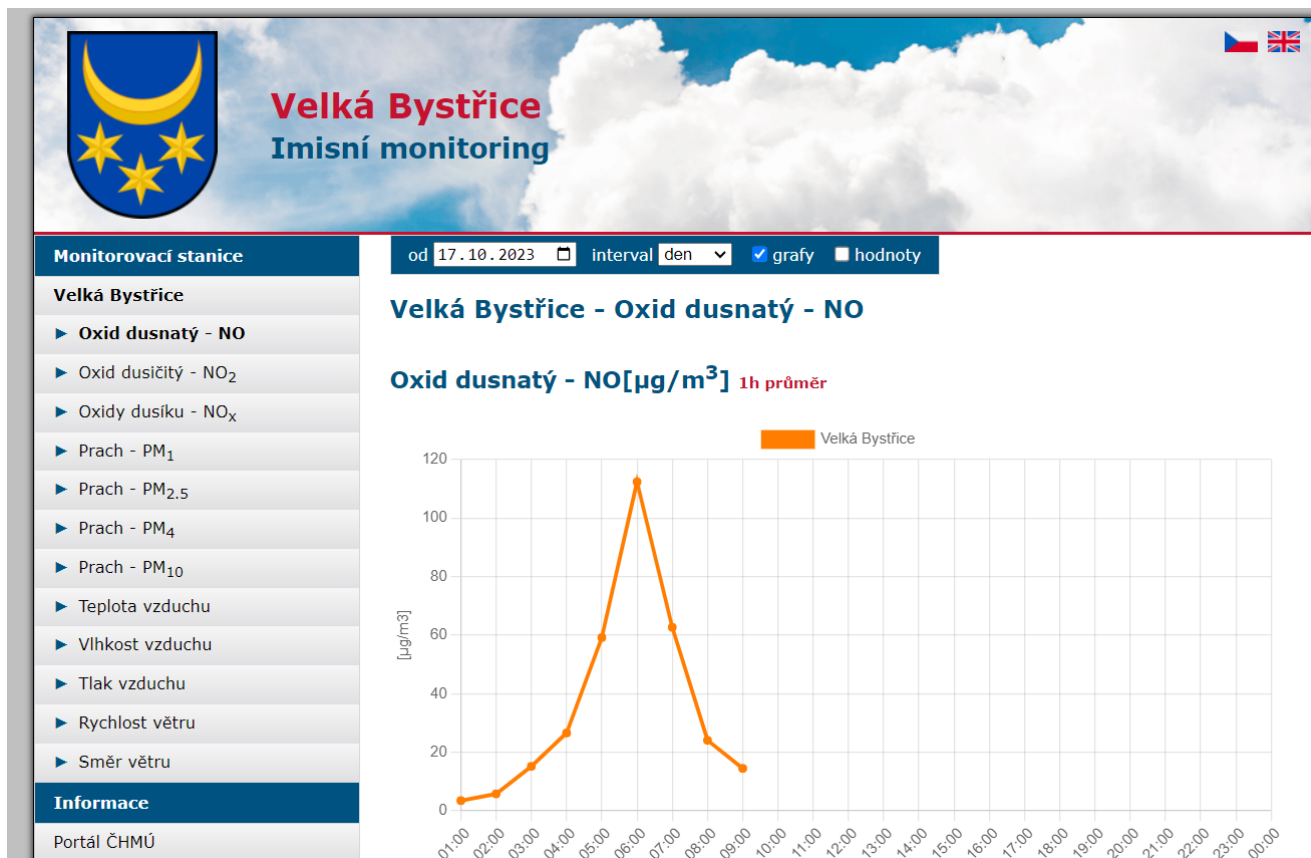 Velká Bystřice
Imisní monitoring
Monitorovací stanice
Velká Bystřice
► Oxid dusnatý - NO
► Oxid dusičitý - NO₂
► Oxidy dusíku - NOₓ
► Prach - PM₁
► Prach - PM₂.₅
► Prach - PM₄
► Prach - PM₁₀
► Teplota vzduchu
► Vlhkost vzduchu
► Tlak vzduchu
► Rychlost větru
► Směr větru
Informace
Portál ČHMÚ
od 17.10.2023 interval den grafy hodnoty
Velká Bystřice - Oxid dusnatý - NO
Oxid dusnatý - NO[µg/m³] 1h průměr
Velká Bystřice
120
100
80
60
40
20
0
[µg/m3]
01:00 02:00 03:00 04:00 05:00 06:00 07:00 08:00 09:00 10:00 11:00 12:00 13:00 14:00 15:00 16:00 17:00 18:00 19:00 20:00 21:00 22:00 23:00 00:00